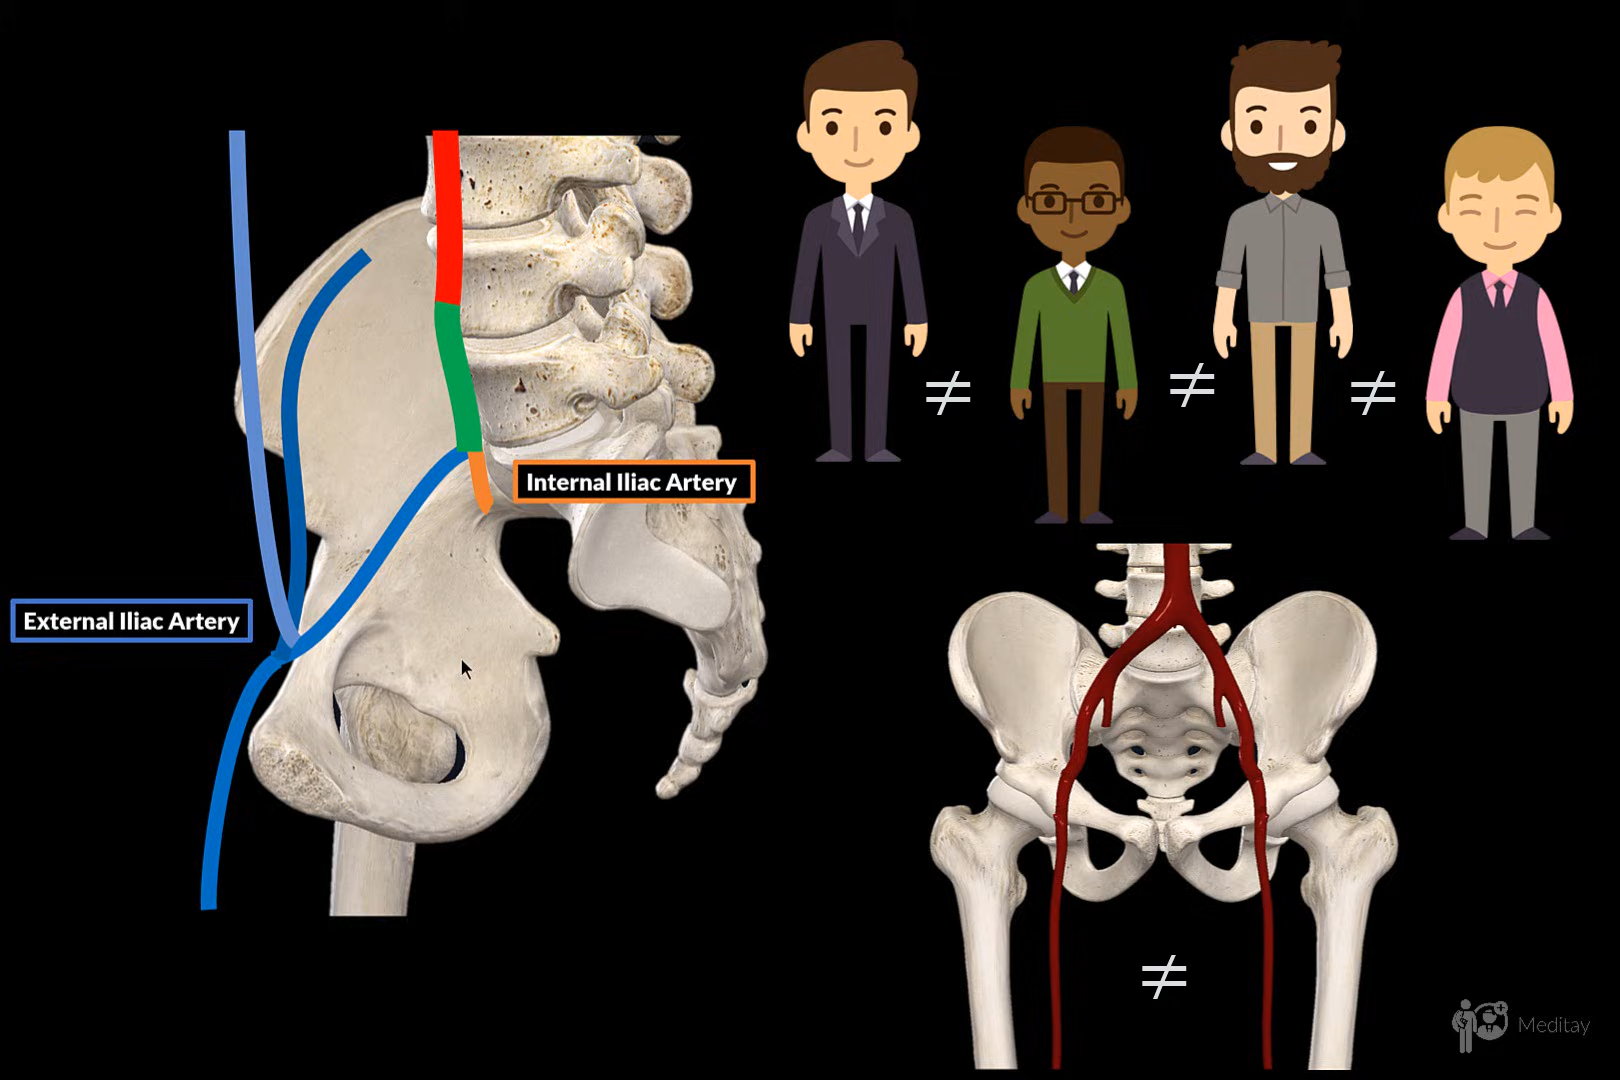 Internal Iliac Artery
≠ ≠ ≠
External Iliac Artery
≠
Meditay